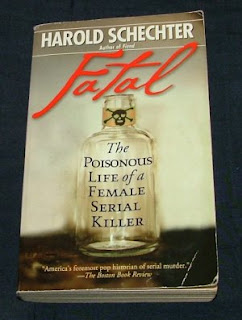 HAROLD SCHECHTER
Author of Fiend
Fatal
The
POISONOUS
LIFE of a
FEMALE
SERIAL
KILLER
"America's foremost pop historian of serial murder."
—The Boston Book Review